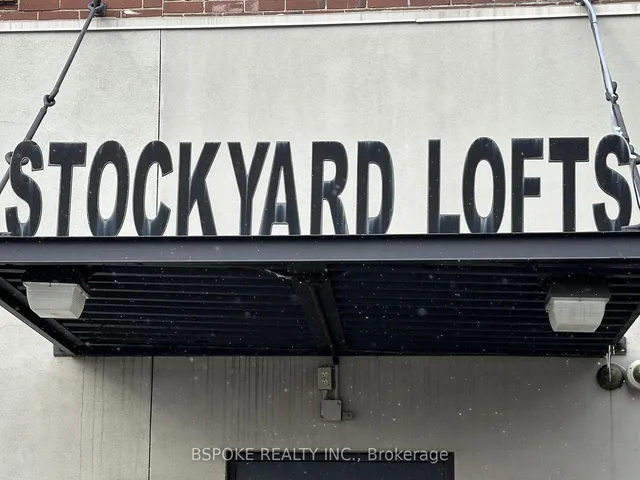 STOCKYARD LOFTS
BSPOKE REALTY INC., Brokerage